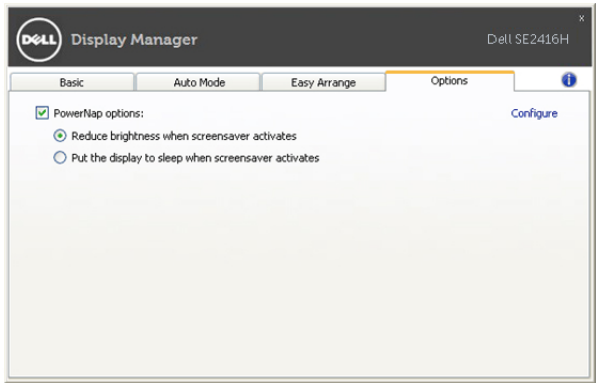 x
DELL Display Manager Dell SE2416H
Basic Auto Mode Easy Arrange Options i
PowerNap options: Configure
Reduce brightness when screensaver activates
Put the display to sleep when screensaver activates